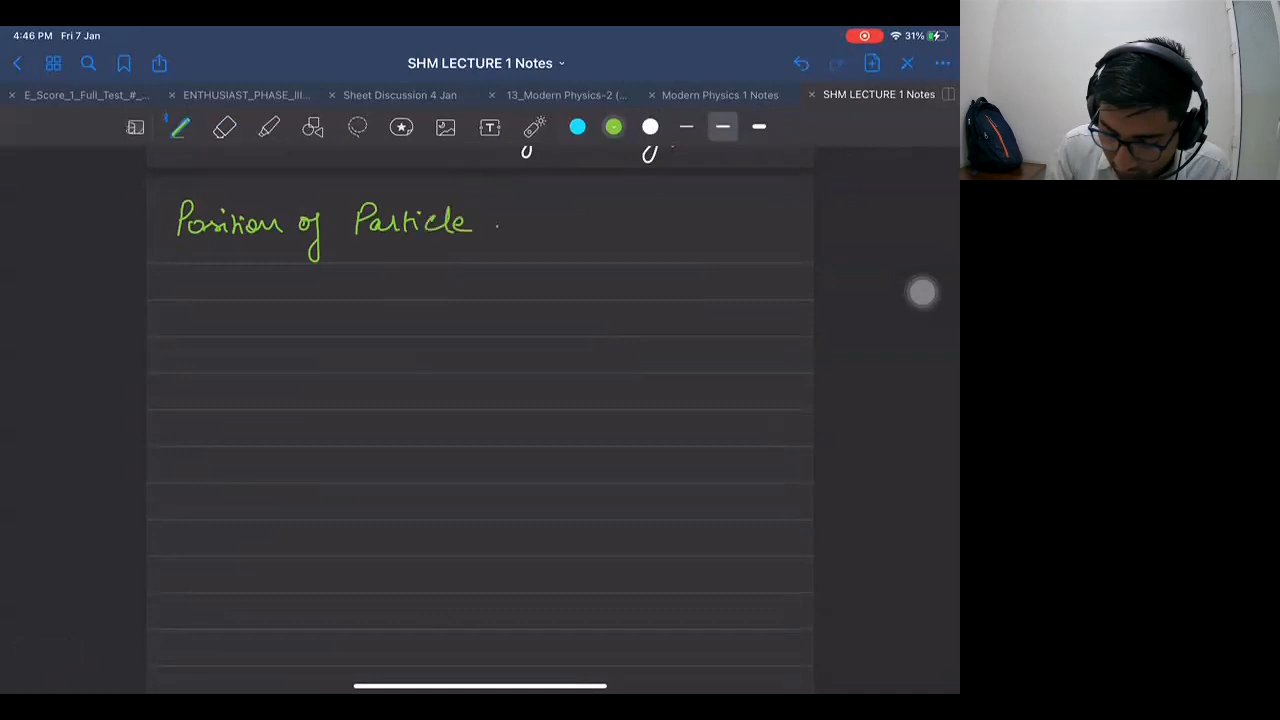 4:46 PM Fri 7 Jan
31%
SHM LECTURE 1 Notes
E_Score_1_Full_Test_#_...
ENTHUSIAST_PHASE_III...
Sheet Discussion 4 Jan
13_Modern Physics-2 (...
Modern Physics 1 Notes
SHM LECTURE 1 Notes
Position of Particle .